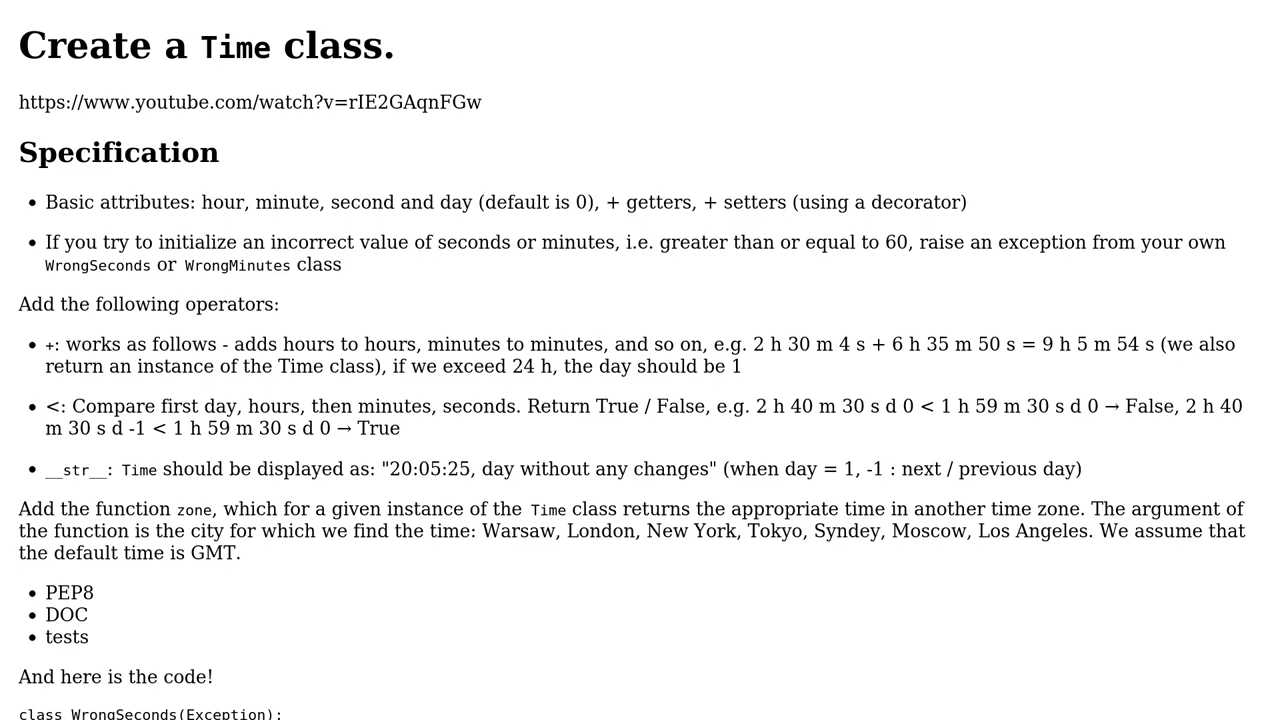 Create a Time class.
https://www.youtube.com/watch?v=rIE2GAqnFGw
Specification
• Basic attributes: hour, minute, second and day (default is 0), + getters, + setters (using a decorator)
• If you try to initialize an incorrect value of seconds or minutes, i.e. greater than or equal to 60, raise an exception from your own
WrongSeconds or WrongMinutes class
Add the following operators:
• +: works as follows - adds hours to hours, minutes to minutes, and so on, e.g. 2 h 30 m 4 s + 6 h 35 m 50 s = 9 h 5 m 54 s (we also
return an instance of the Time class), if we exceed 24 h, the day should be 1
• <: Compare first day, hours, then minutes, seconds. Return True / False, e.g. 2 h 40 m 30 s d 0 < 1 h 59 m 30 s d 0 → False, 2 h 40
m 30 s d -1 < 1 h 59 m 30 s d 0 → True
• __str__: Time should be displayed as: "20:05:25, day without any changes" (when day = 1, -1 : next / previous day)
Add the function zone, which for a given instance of the Time class returns the appropriate time in another time zone. The argument of
the function is the city for which we find the time: Warsaw, London, New York, Tokyo, Syndey, Moscow, Los Angeles. We assume that
the default time is GMT.
• PEP8
• DOC
• tests
And here is the code!
class WrongSeconds(Exception):